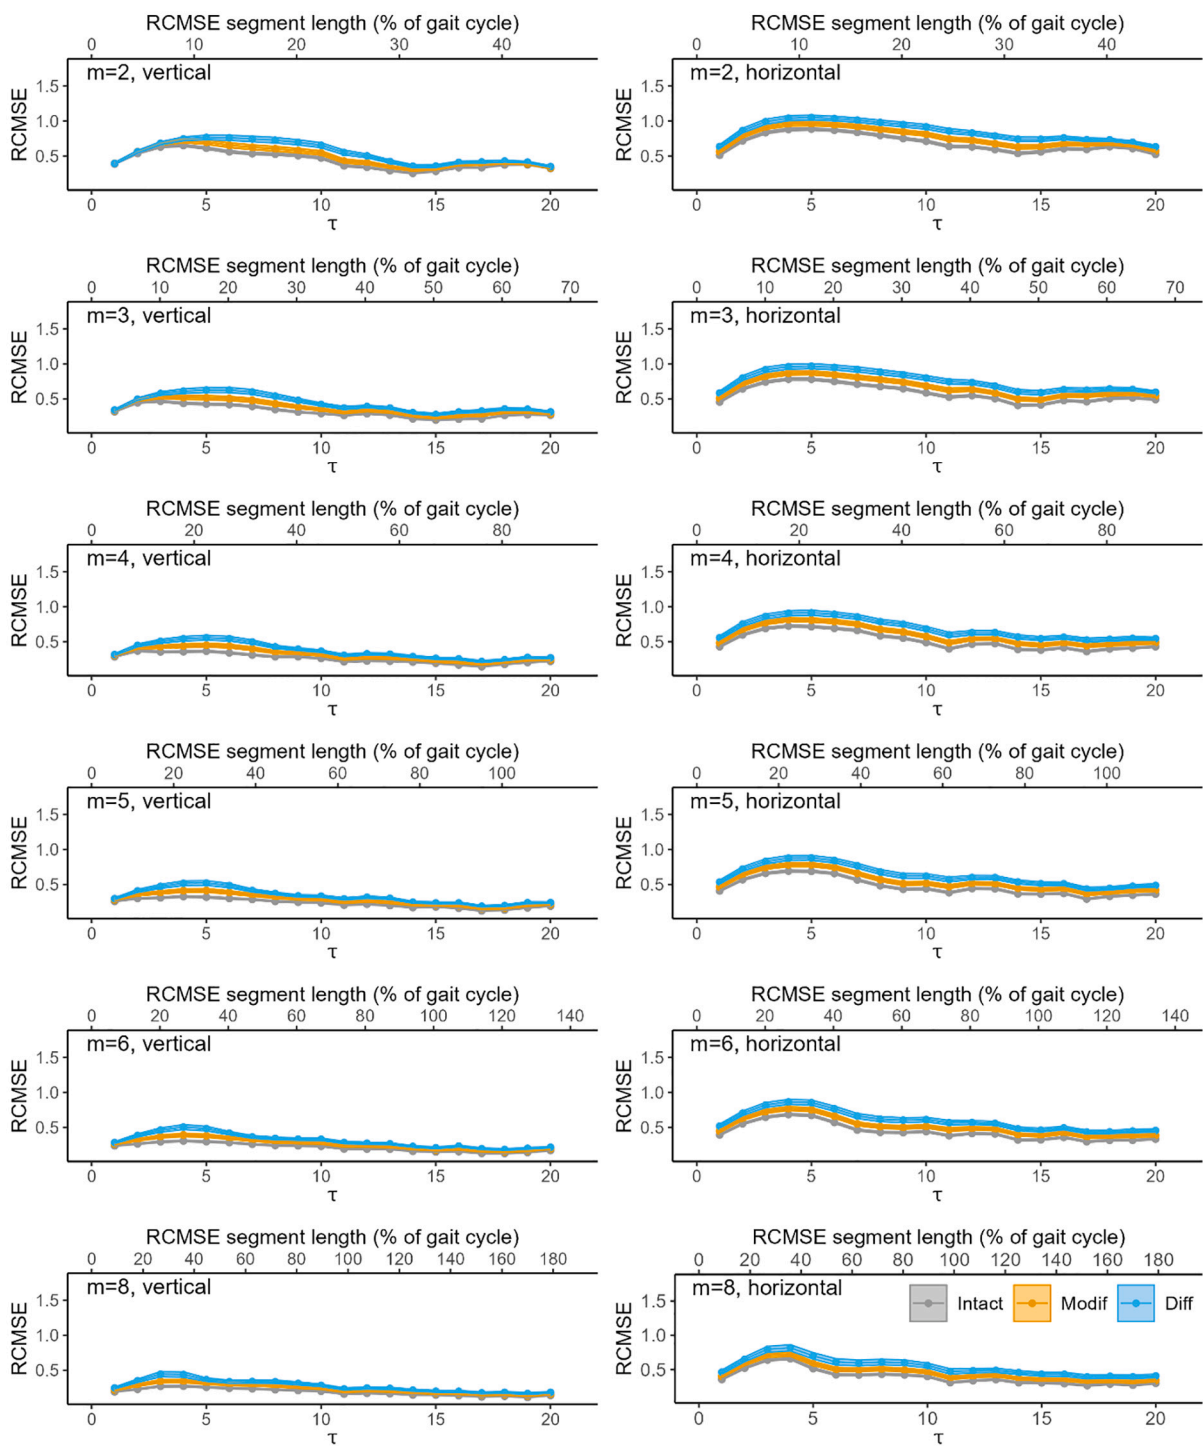 RCMSE segment length (% of gait cycle)
0 10 20 30 40
m=2, vertical
RCMSE
1.5
1.0
0.5
0 5 10 15 20
τ
RCMSE segment length (% of gait cycle)
0 10 20 30 40
m=2, horizontal
RCMSE
1.5
1.0
0.5
0 5 10 15 20
τ
RCMSE segment length (% of gait cycle)
0 10 20 30 40 50 60 70
m=3, vertical
RCMSE
1.5
1.0
0.5
0 5 10 15 20
τ
RCMSE segment length (% of gait cycle)
0 10 20 30 40 50 60 70
m=3, horizontal
RCMSE
1.5
1.0
0.5
0 5 10 15 20
τ
RCMSE segment length (% of gait cycle)
0 20 40 60 80
m=4, vertical
RCMSE
1.5
1.0
0.5
0 5 10 15 20
τ
RCMSE segment length (% of gait cycle)
0 20 40 60 80
m=4, horizontal
RCMSE
1.5
1.0
0.5
0 5 10 15 20
τ
RCMSE segment length (% of gait cycle)
0 20 40 60 80 100
m=5, vertical
RCMSE
1.5
1.0
0.5
0 5 10 15 20
τ
RCMSE segment length (% of gait cycle)
0 20 40 60 80 100
m=5, horizontal
RCMSE
1.5
1.0
0.5
0 5 10 15 20
τ
RCMSE segment length (% of gait cycle)
0 20 40 60 80 100 120 140
m=6, vertical
RCMSE
1.5
1.0
0.5
0 5 10 15 20
τ
RCMSE segment length (% of gait cycle)
0 20 40 60 80 100 120 140
m=6, horizontal
RCMSE
1.5
1.0
0.5
0 5 10 15 20
τ
RCMSE segment length (% of gait cycle)
0 20 40 60 80 100 120 140 160 180
m=8, vertical
RCMSE
1.5
1.0
0.5
0 5 10 15 20
τ
RCMSE segment length (% of gait cycle)
0 20 40 60 80 100 120 140 160 180
m=8, horizontal
Intact Modif Diff
RCMSE
1.5
1.0
0.5
0 5 10 15 20
τ